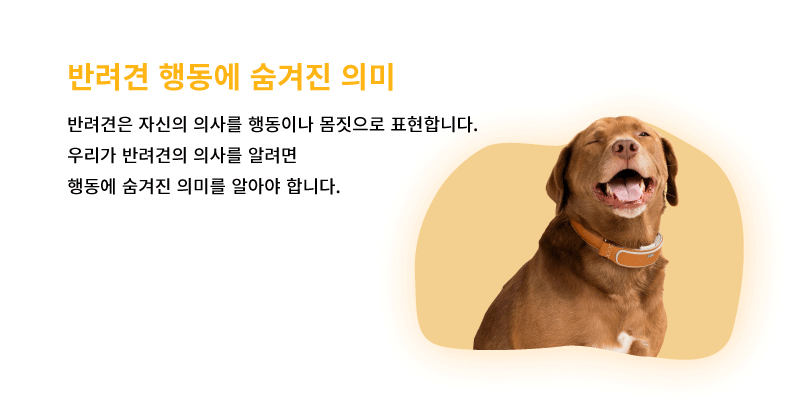 반려견 행동에 숨겨진 의미
반려견은 자신의 의사를 행동이나 몸짓으로 표현합니다.
우리가 반려견의 의사를 알려면
행동에 숨겨진 의미를 알아야 합니다.